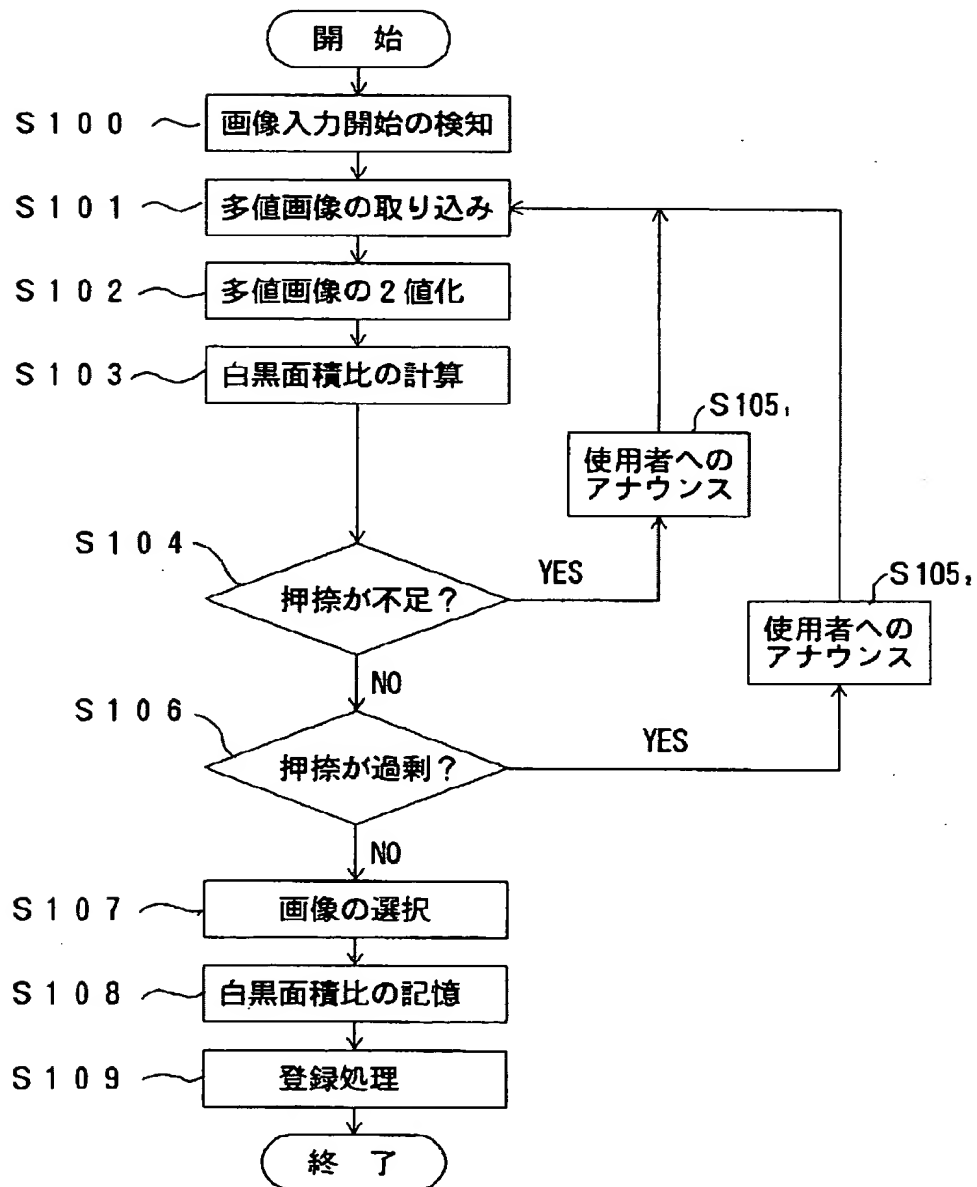 開 始
S100
画像入力開始の検知
S101
多値画像の取り込み
S102
多値画像の2値化
S103
白黒面積比の計算
S105₁
使用者への
アナウンス
S104
押捺が不足?
YES
S105₂
使用者への
アナウンス
NO
S106
押捺が過剰?
YES
NO
S107
画像の選択
S108
白黒面積比の記憶
S109
登録処理
終 了